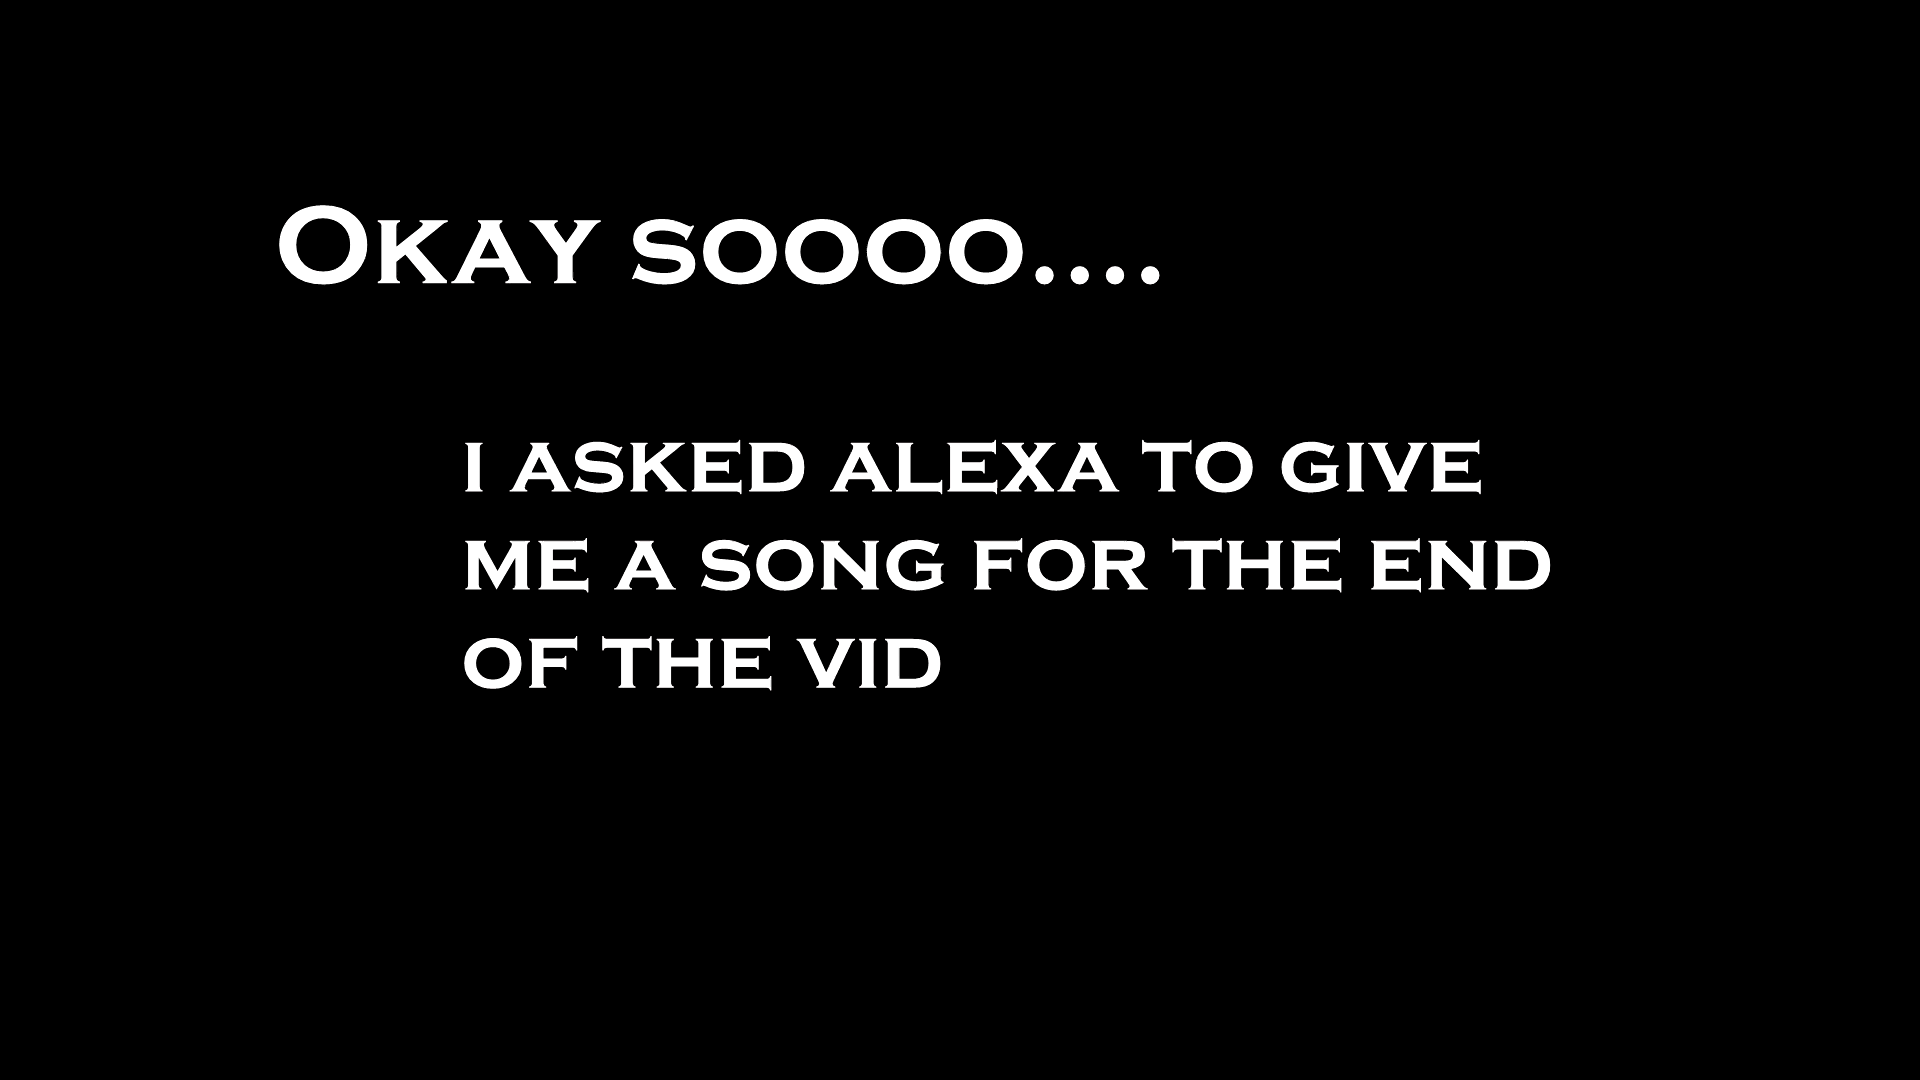 Okay soooo....
I ASKED ALEXA TO GIVE
ME A SONG FOR THE END
OF THE VID